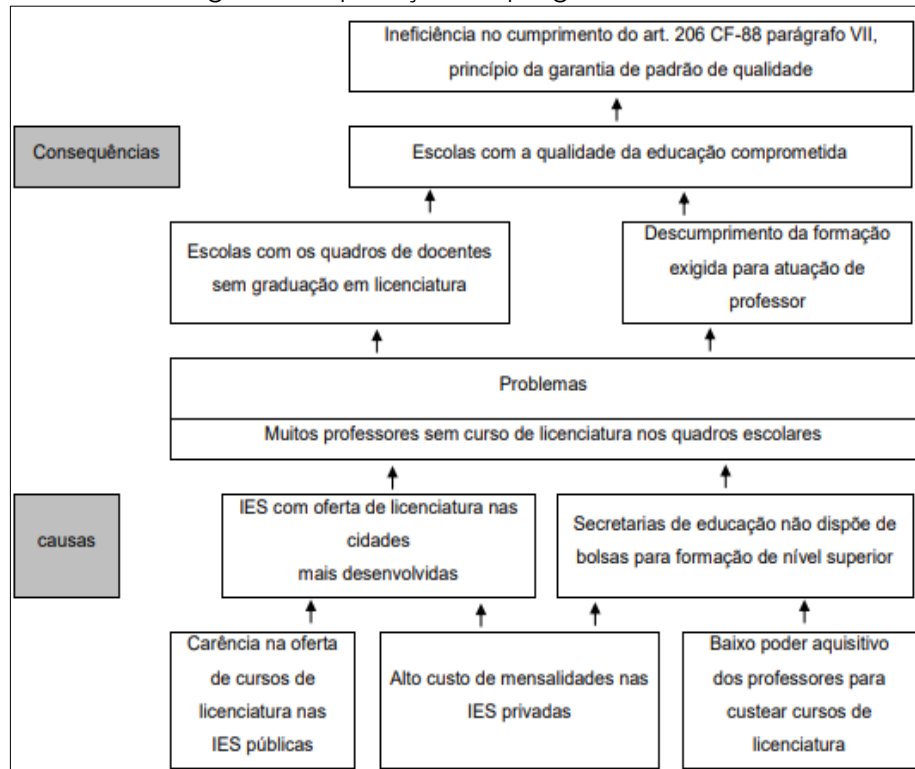 Ineficiência no cumprimento do art. 206 CF-88 parágrafo VII,
princípio da garantia de padrão de qualidade
Consequências
Escolas com a qualidade da educação comprometida
Escolas com os quadros de docentes
sem graduação em licenciatura
Descumprimento da formação
exigida para atuação de
professor
Problemas
Muitos professores sem curso de licenciatura nos quadros escolares
causas
IES com oferta de licenciatura nas
cidades
mais desenvolvidas
Secretarias de educação não dispõe de
bolsas para formação de nível superior
Carência na oferta
de cursos de
licenciatura nas
IES públicas
Alto custo de mensalidades nas
IES privadas
Baixo poder aquisitivo
dos professores para
custear cursos de
licenciatura